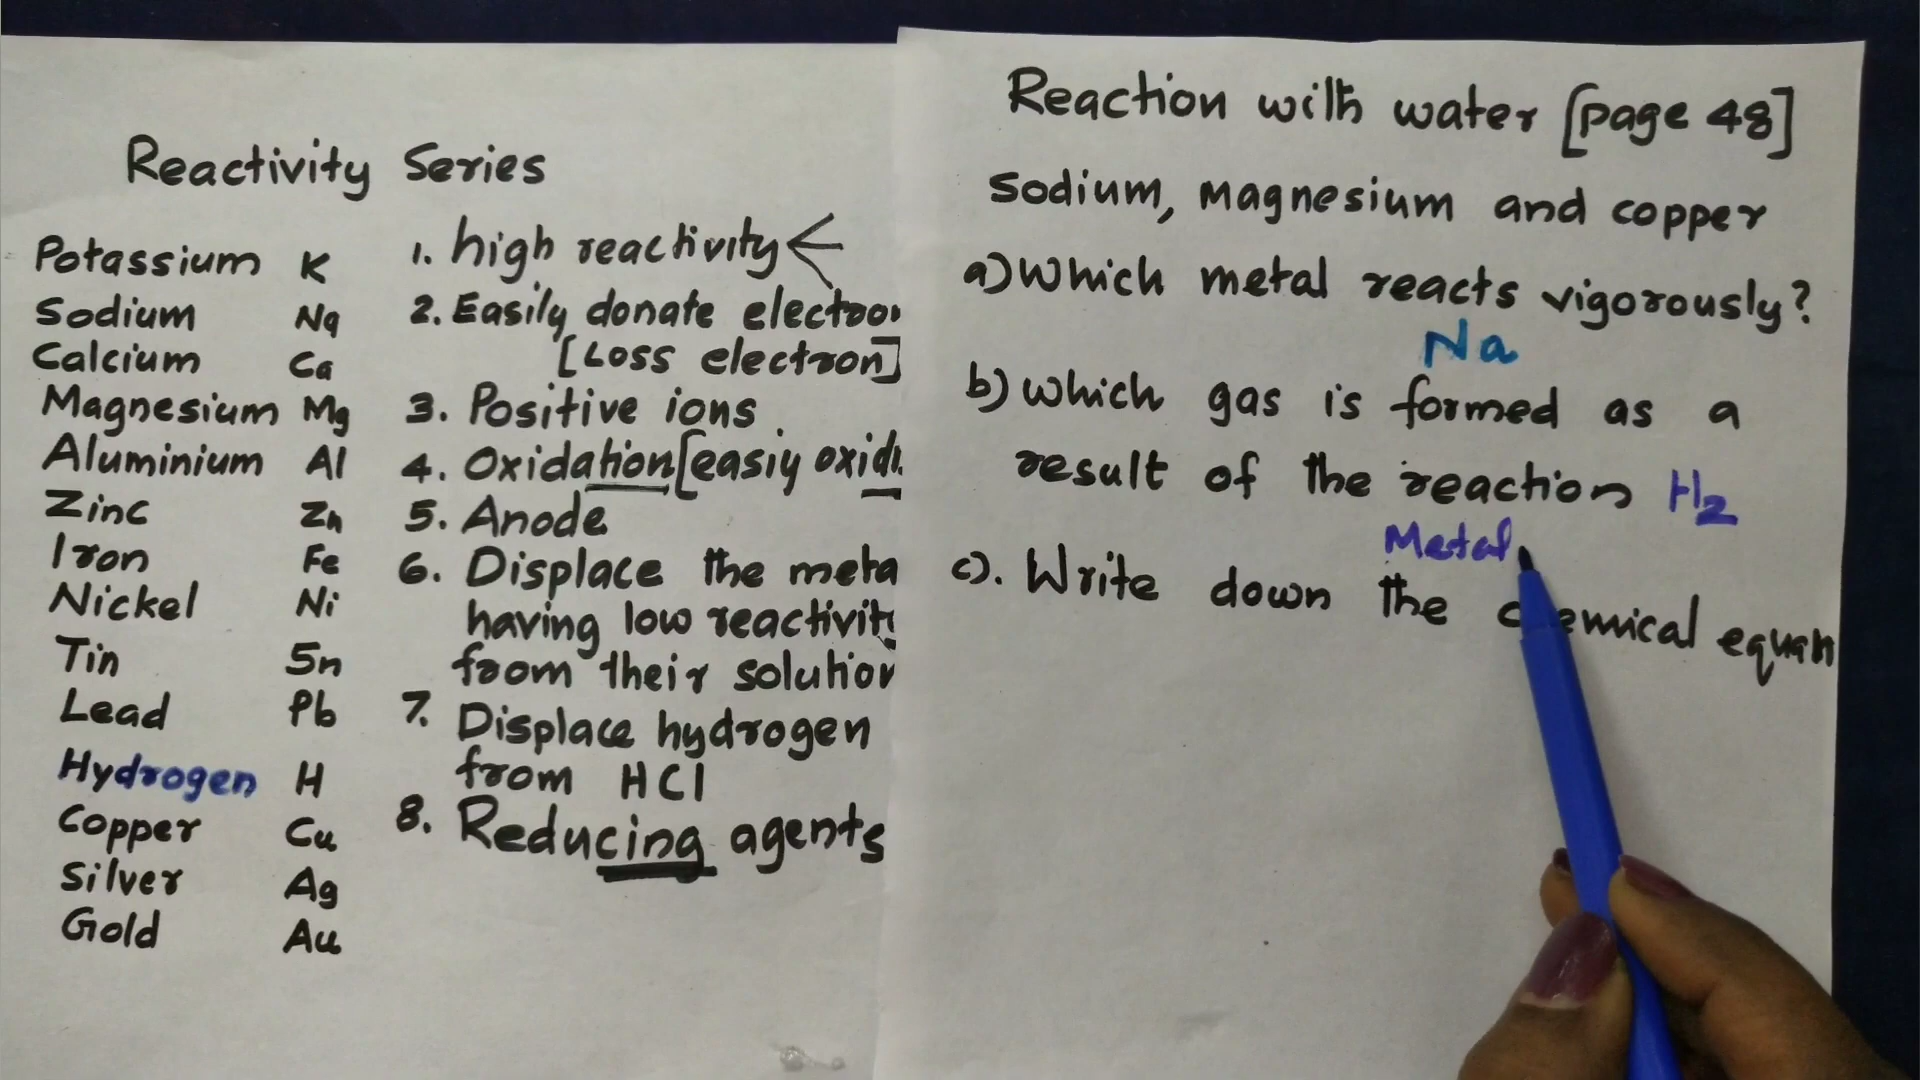 Reactivity Series
Potassium K
Sodium Na
Calcium Ca
Magnesium Mg
Aluminium Al
Zinc Zn
Iron Fe
Nickel Ni
Tin Sn
Lead Pb
Hydrogen H
Copper Cu
Silver Ag
Gold Au
1. high reactivity
2. Easily donate electron
[Loss electron]
3. Positive ions
4. Oxidation [easiy oxidi
5. Anode
6. Displace the meta
having low reactivity
from their solution
7. Displace hydrogen
from HCl
8. Reducing agents
Reaction with water [page 48]
Sodium, Magnesium and copper
a) Which metal reacts vigorously?
Na
b) which gas is formed as a
result of the reaction H2
Metal
c). Write down the chemical equan